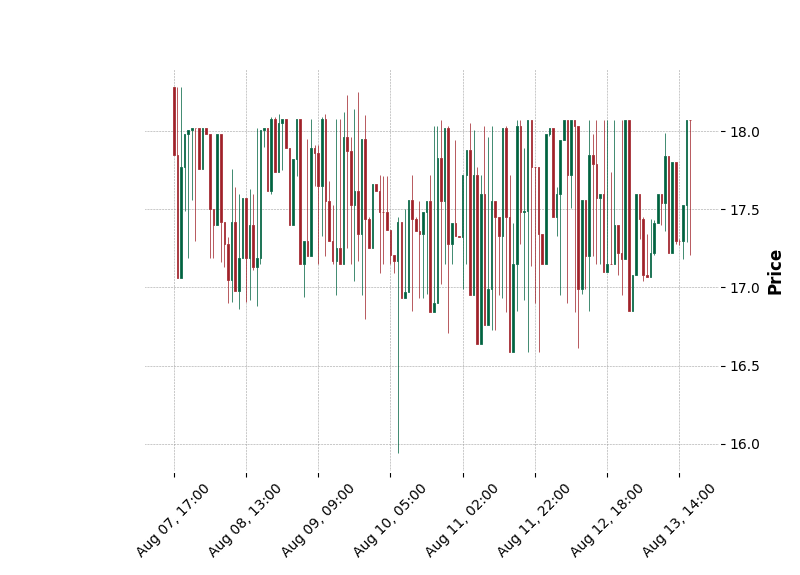 18.0
17.5
17.0
16.5
16.0
Price
Aug 07, 17:00
Aug 08, 13:00
Aug 09, 09:00
Aug 10, 05:00
Aug 11, 02:00
Aug 11, 22:00
Aug 12, 18:00
Aug 13, 14:00